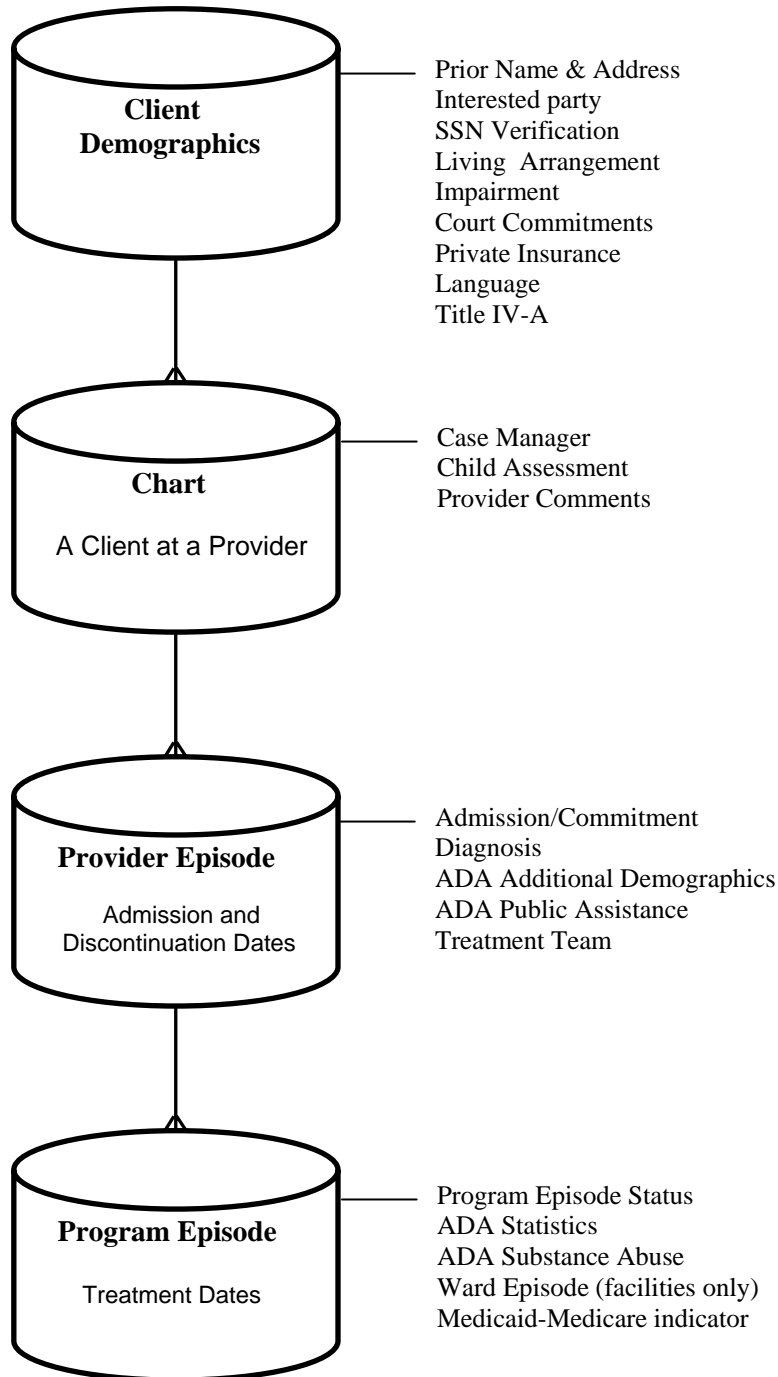 Client
Demographics
Prior Name & Address
Interested party
SSN Verification
Living Arrangement
Impairment
Court Commitments
Private Insurance
Language
Title IV-A
Chart
A Client at a Provider
Case Manager
Child Assessment
Provider Comments
Provider Episode
Admission and
Discontinuation Dates
Admission/Commitment
Diagnosis
ADA Additional Demographics
ADA Public Assistance
Treatment Team
Program Episode
Treatment Dates
Program Episode Status
ADA Statistics
ADA Substance Abuse
Ward Episode (facilities only)
Medicaid-Medicare indicator